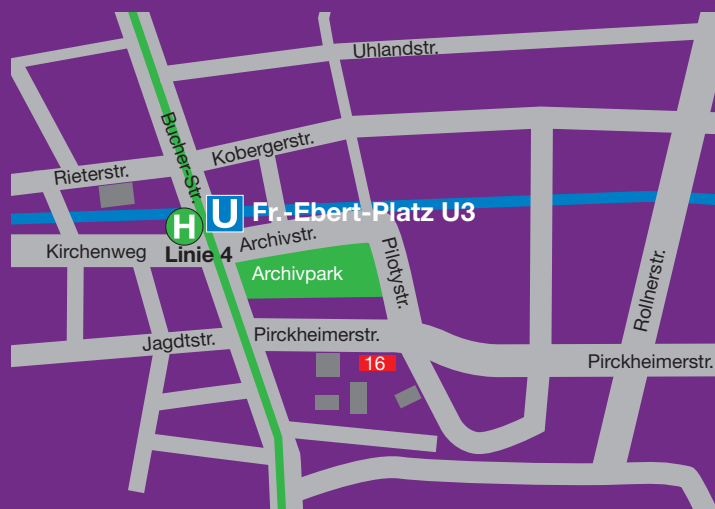 Uhlandstr.
Bucher-Str.
Kobergerstr.
Rieterstr.
U
Fr.-Ebert-Platz U3
H
Archivstr.
Kirchenweg
Linie 4
Archivpark
Pilotystr.
Rollnerstr.
Jagdtstr.
Pirckheimerstr.
16
Pirckheimerstr.